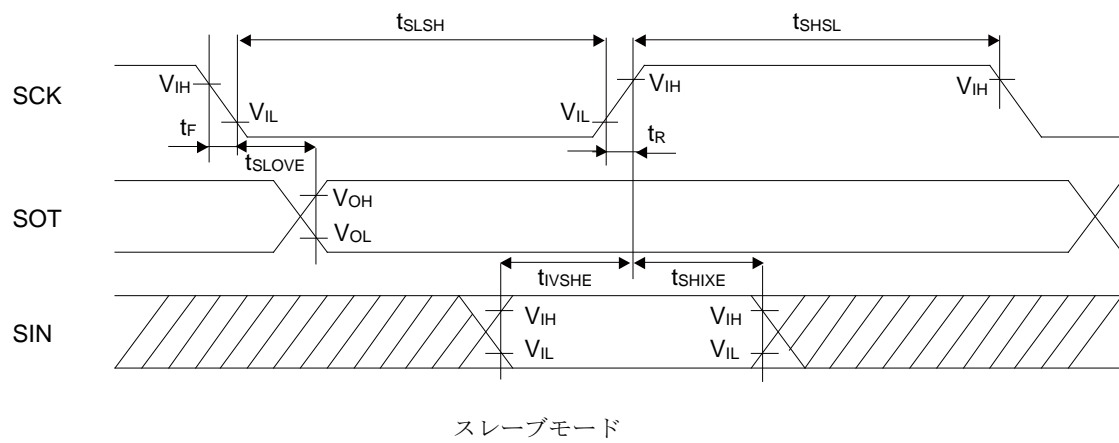 tSLSH
tSHSL
SCK
VIH
VIL
VIL
VIH
VIH
tF
tSLOVE
tR
SOT
VOH
VOL
tIVSHE
tSHIXE
SIN
VIH
VIH
VIL
VIL
スレーブモード